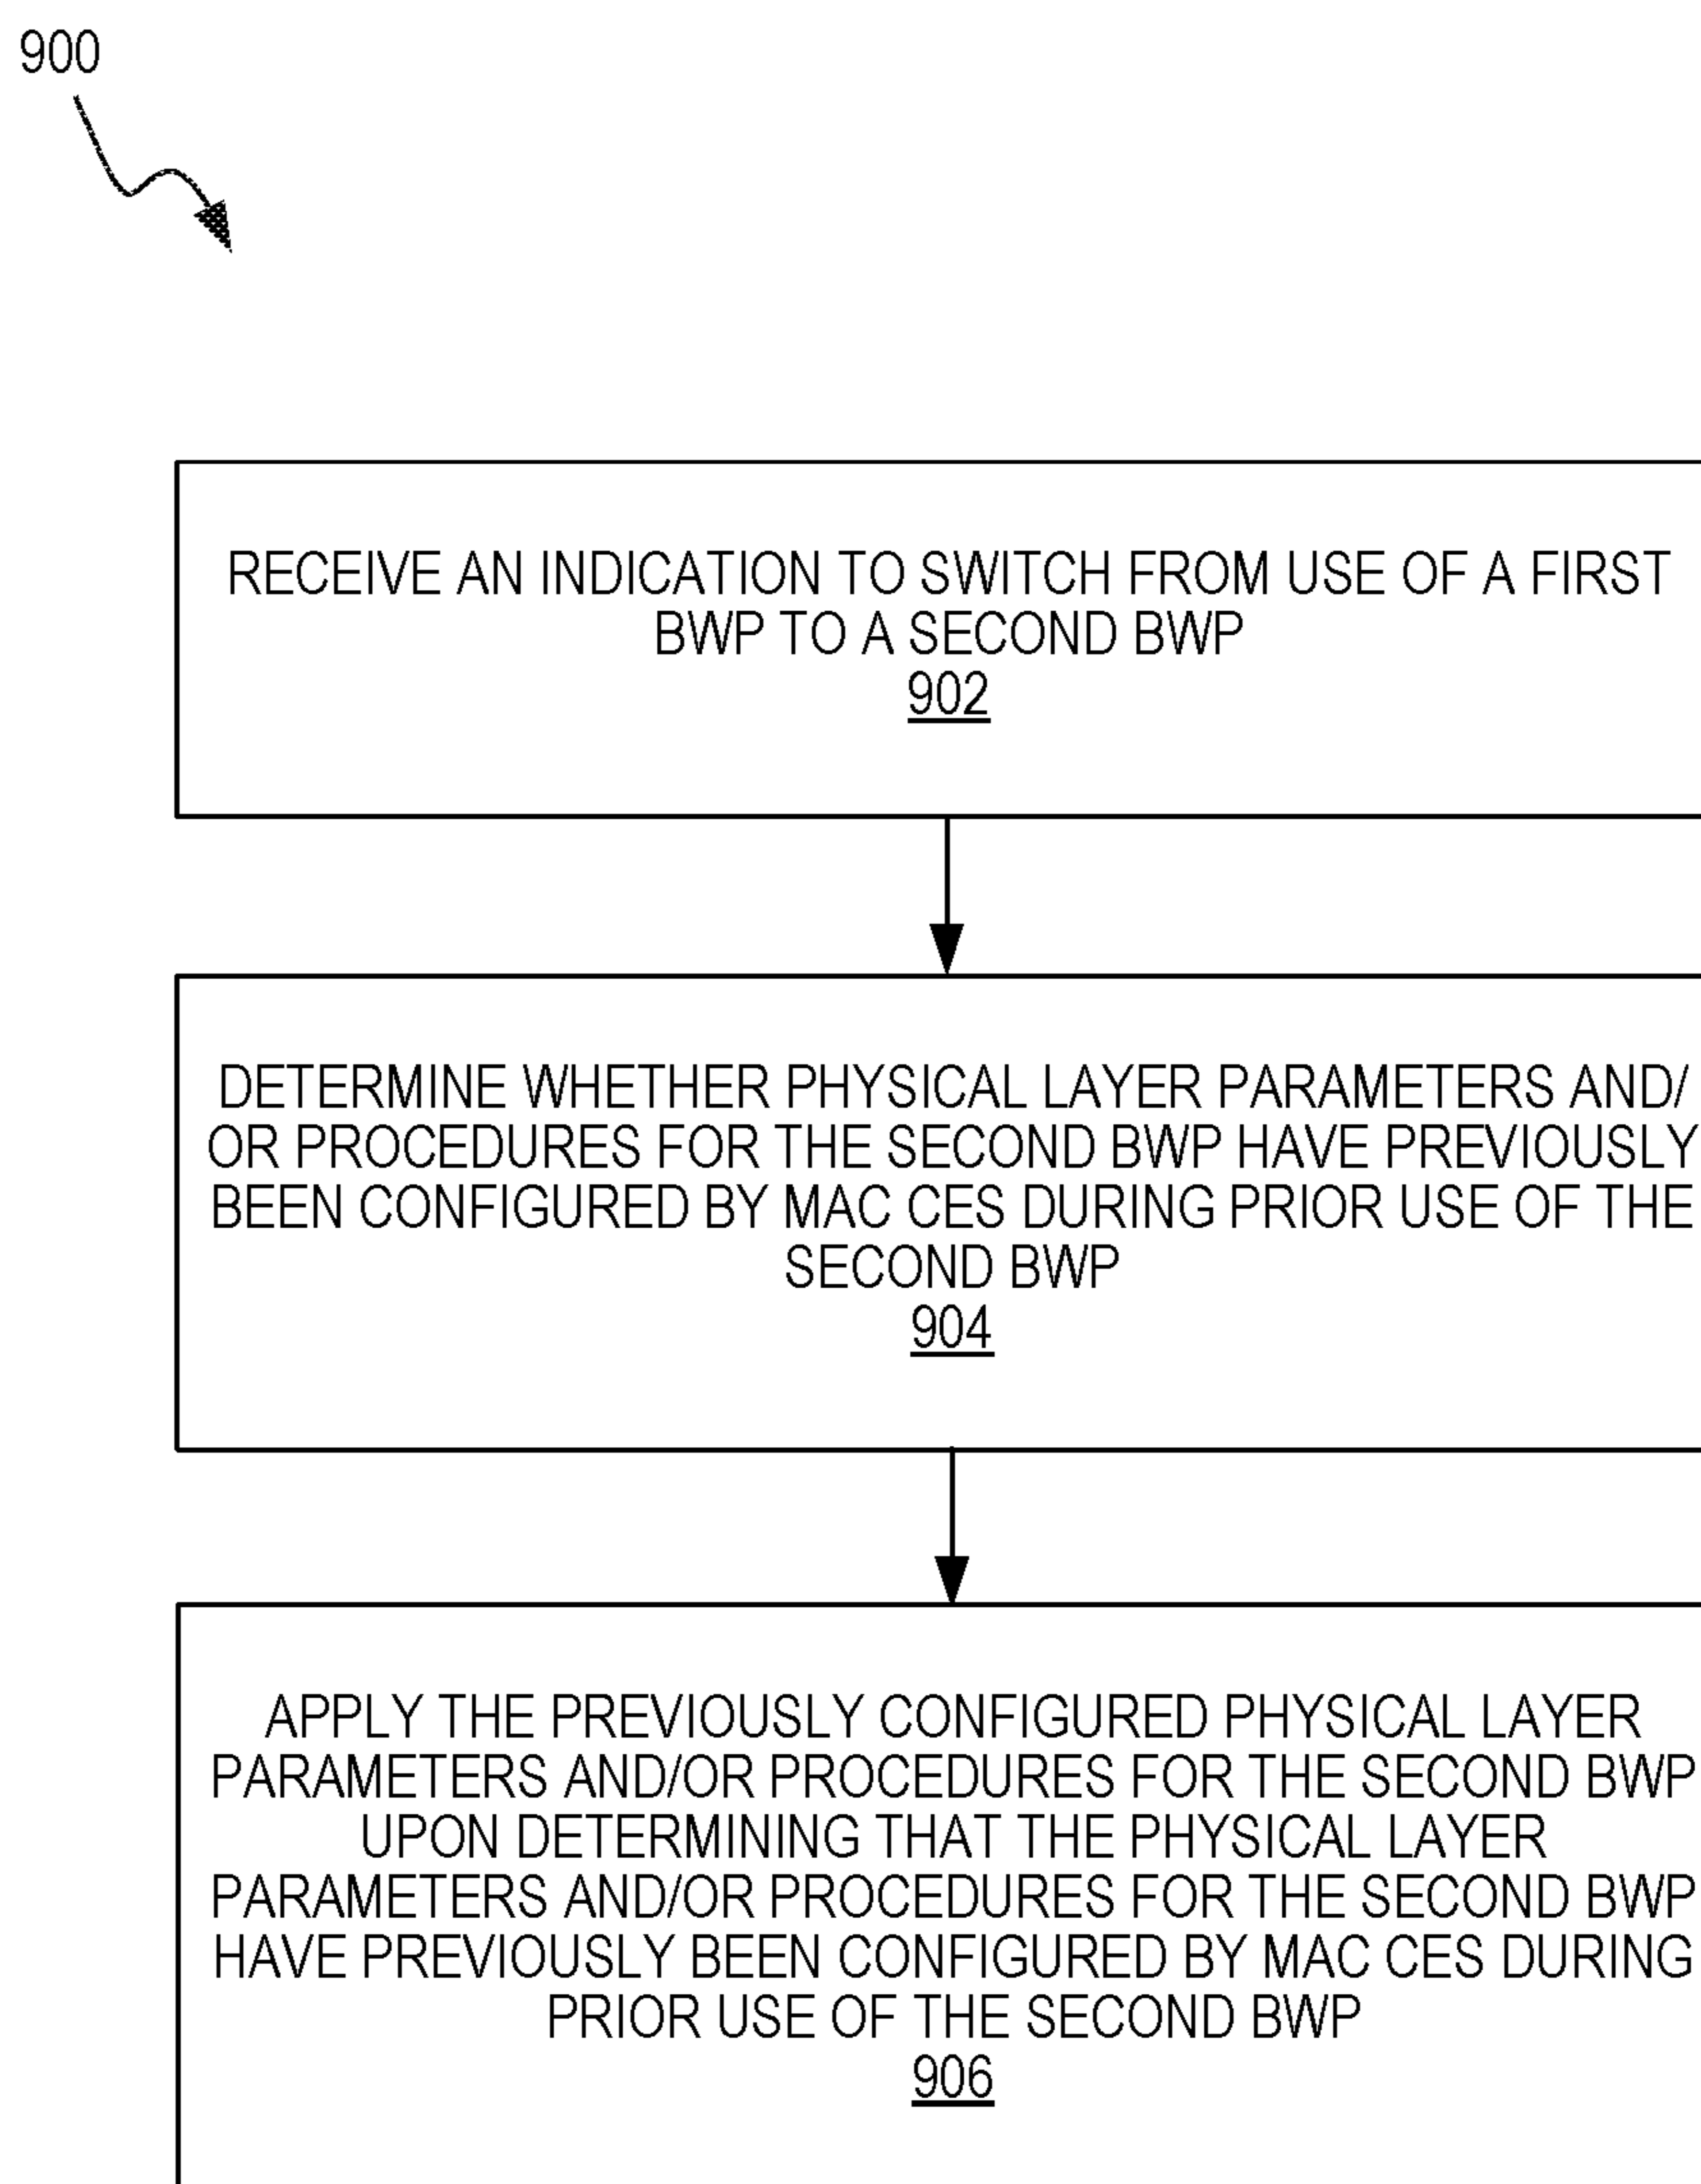 900
RECEIVE AN INDICATION TO SWITCH FROM USE OF A FIRST
BWP TO A SECOND BWP
902
DETERMINE WHETHER PHYSICAL LAYER PARAMETERS AND/
OR PROCEDURES FOR THE SECOND BWP HAVE PREVIOUSLY
BEEN CONFIGURED BY MAC CES DURING PRIOR USE OF THE
SECOND BWP
904
APPLY THE PREVIOUSLY CONFIGURED PHYSICAL LAYER
PARAMETERS AND/OR PROCEDURES FOR THE SECOND BWP
UPON DETERMINING THAT THE PHYSICAL LAYER
PARAMETERS AND/OR PROCEDURES FOR THE SECOND BWP
HAVE PREVIOUSLY BEEN CONFIGURED BY MAC CES DURING
PRIOR USE OF THE SECOND BWP
906